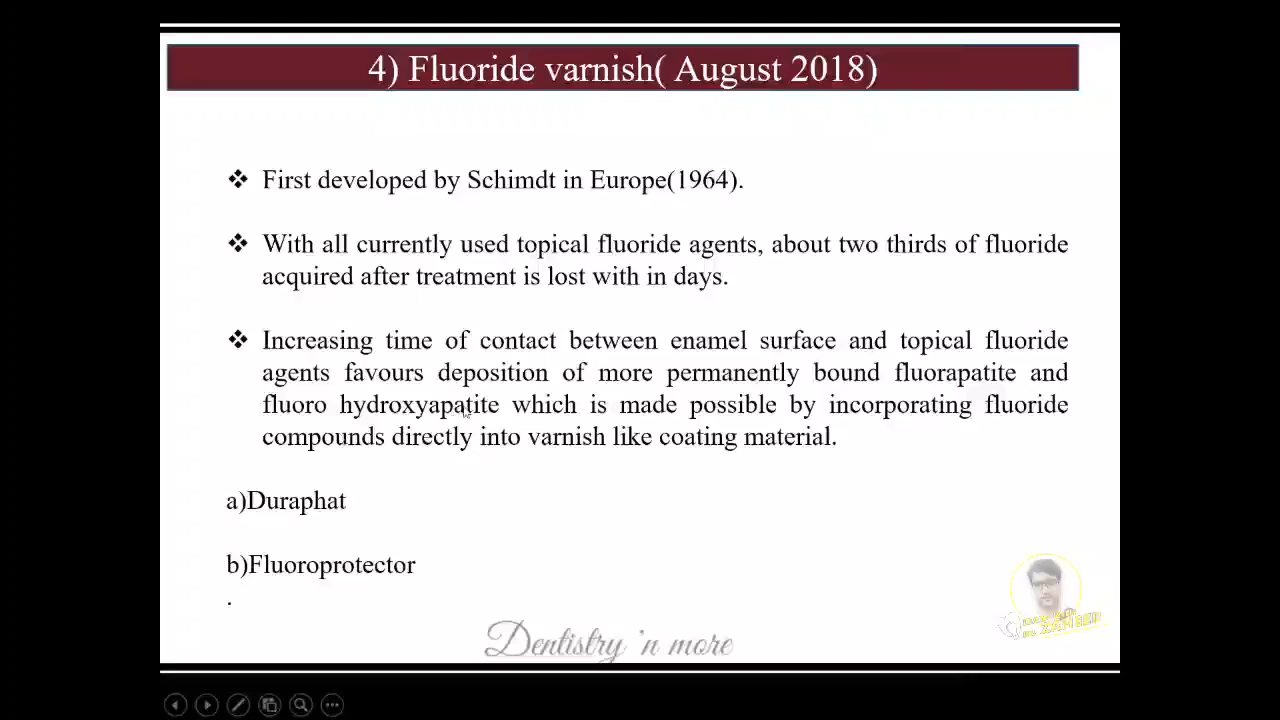 4) Fluoride varnish( August 2018)
❖ First developed by Schimdt in Europe(1964).
❖ With all currently used topical fluoride agents, about two thirds of fluoride
acquired after treatment is lost with in days.
❖ Increasing time of contact between enamel surface and topical fluoride
agents favours deposition of more permanently bound fluorapatite and
fluoro hydroxyapatite which is made possible by incorporating fluoride
compounds directly into varnish like coating material.
a)Duraphat
b)Fluoroprotector
.
Dentistry 'n more